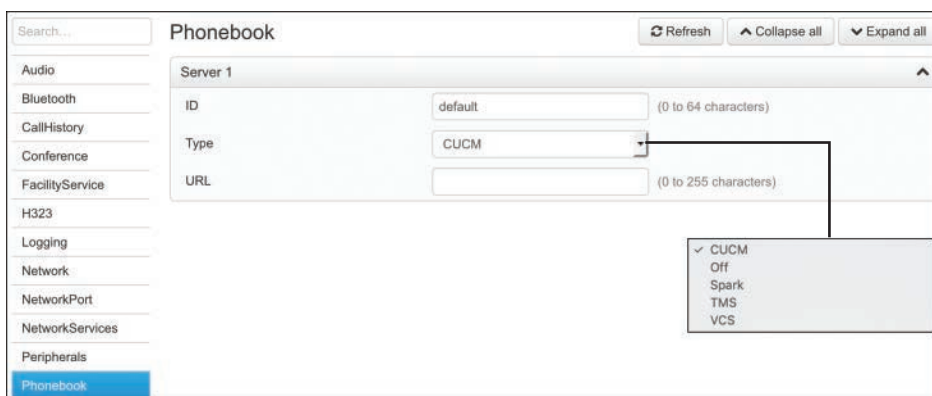 Search...
Audio
Bluetooth
CallHistory
Conference
FacilityService
H323
Logging
Network
NetworkPort
NetworkServices
Peripherals
Phonebook
Phonebook
Refresh
Collapse all
Expand all
Server 1
ID
default
(0 to 64 characters)
Type
CUCM
URL
(0 to 255 characters)
✓ CUCM
Off
Spark
TMS
VCS